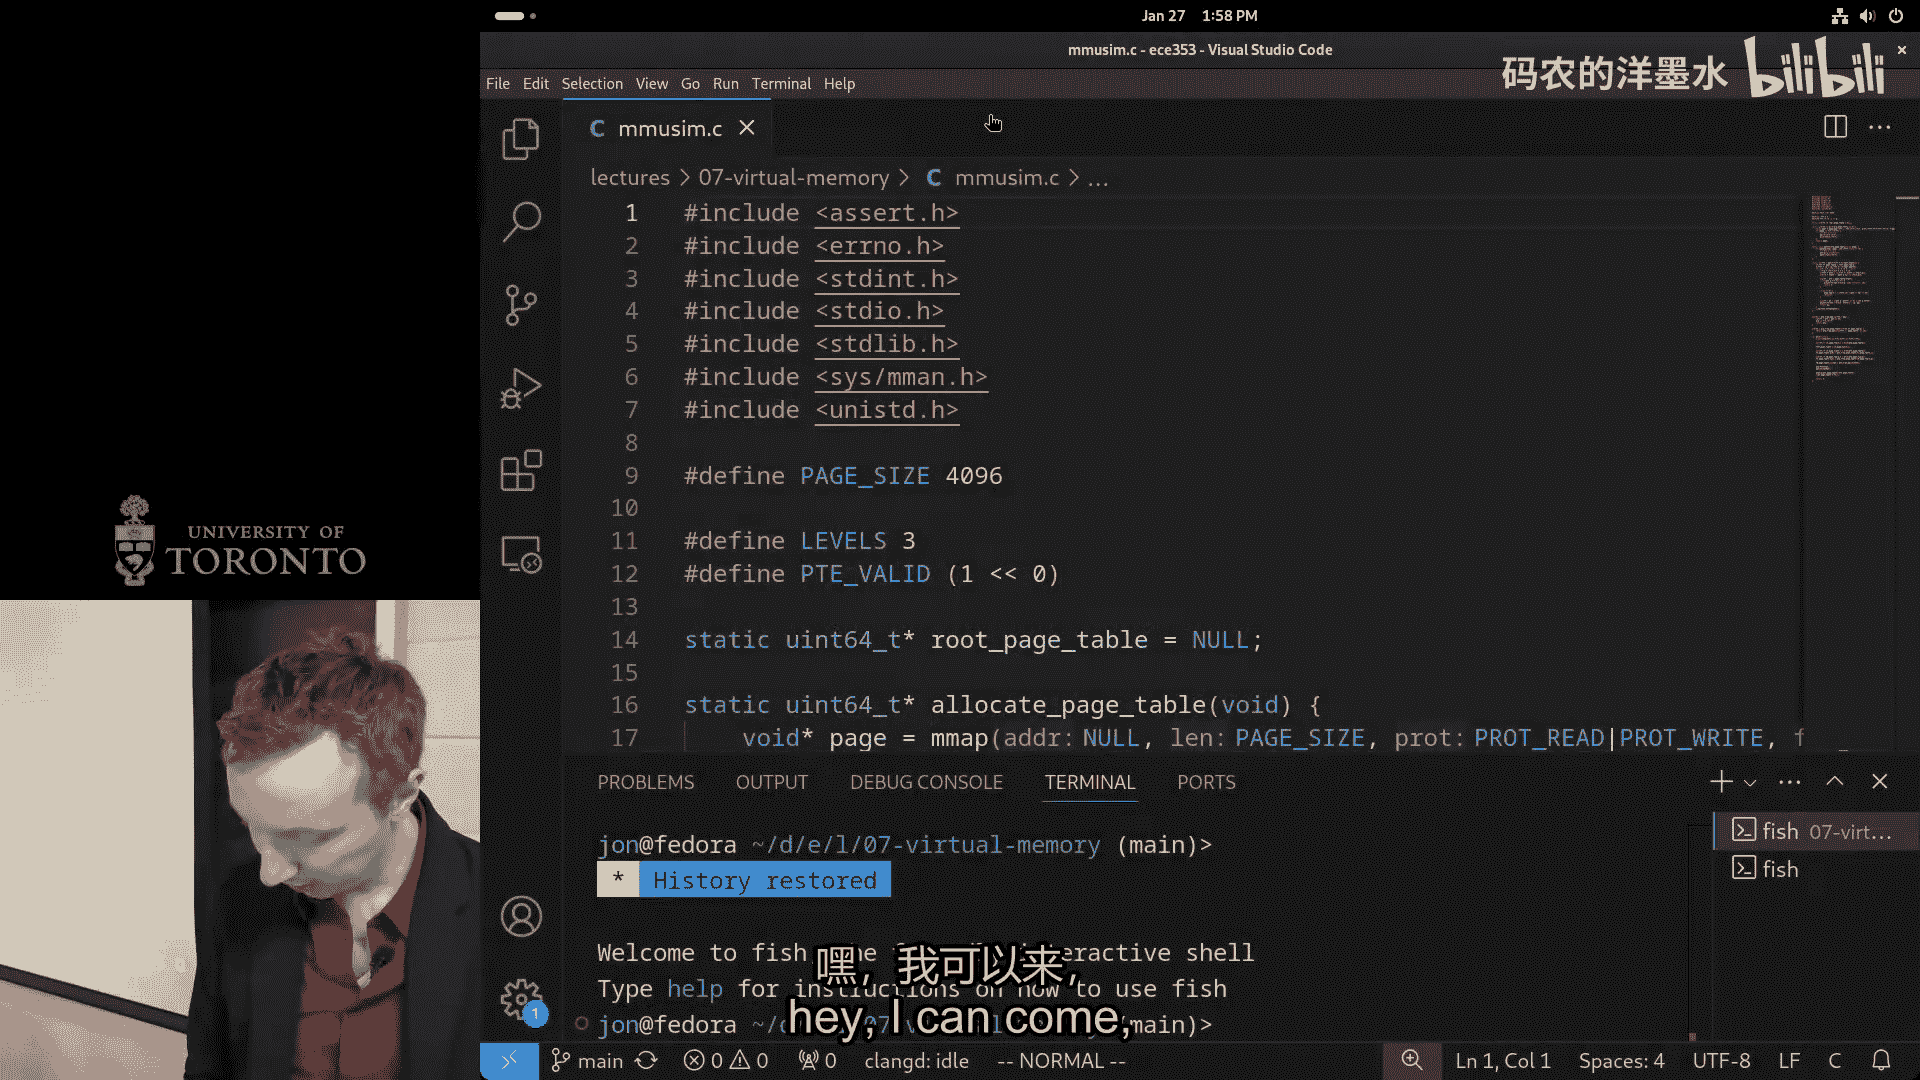 Jan 27 1:58 PM
mmusim.c - ece353 - Visual Studio Code
码农的洋墨水 bilibili
File Edit Selection View Go Run Terminal Help
C mmusim.c
lectures > 07-virtual-memory > C mmusim.c > ...
1 #include <assert.h>
2 #include <errno.h>
3 #include <stdint.h>
4 #include <stdio.h>
5 #include <stdlib.h>
6 #include <sys/mman.h>
7 #include <unistd.h>
8
9 #define PAGE_SIZE 4096
10
11 #define LEVELS 3
12 #define PTE_VALID (1 << 0)
13
14 static uint64_t* root_page_table = NULL;
15
16 static uint64_t* allocate_page_table(void) {
17 void* page = mmap(addr: NULL, len: PAGE_SIZE, prot: PROT_READ|PROT_WRITE, f
UNIVERSITY OF
TORONTO
PROBLEMS OUTPUT DEBUG CONSOLE TERMINAL PORTS
jon@fedora ~/d/e/l/07-virtual-memory (main)>
* History restored
Welcome to fish, the interactive shell
Type help for instructions on how to use fish
jon@fedora (main)>
fish 07-virt...
fish
嘿，我可以来，
hey, I can come,
1
main 0 0 0 clangd: idle -- NORMAL -- Ln 1, Col 1 Spaces: 4 UTF-8 LF C